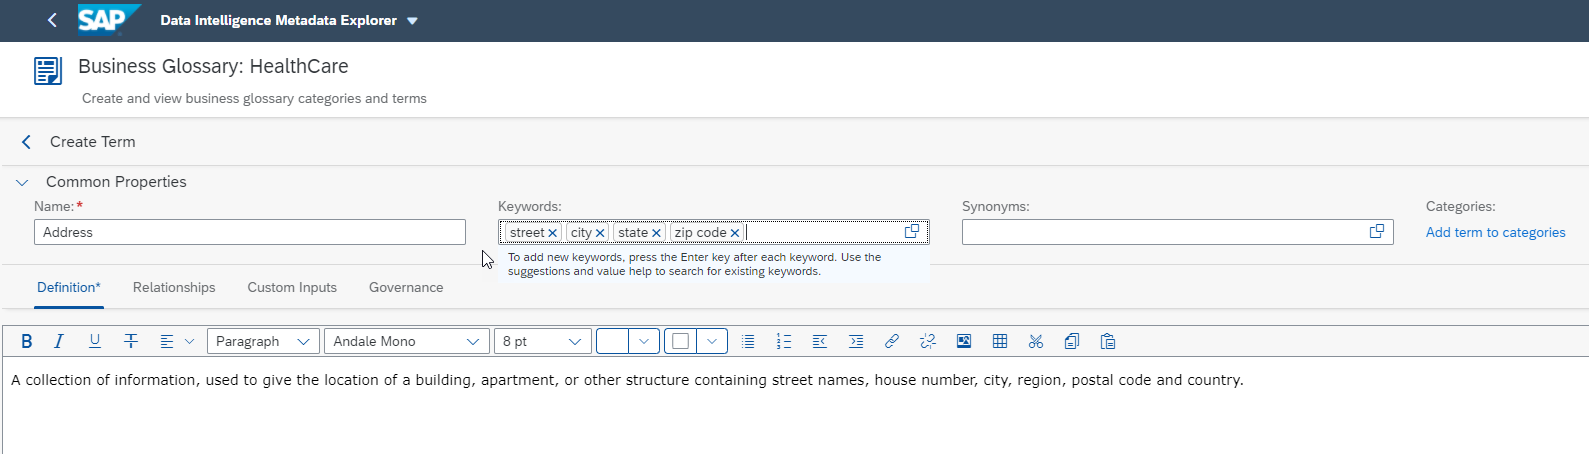 SAP Data Intelligence Metadata Explorer
Business Glossary: HealthCare
Create and view business glossary categories and terms
Create Term
Common Properties
Name:* Keywords: Synonyms: Categories:
Address street city state zip code Add term to categories
To add new keywords, press the Enter key after each keyword. Use the
suggestions and value help to search for existing keywords.
Definition* Relationships Custom Inputs Governance
B I U T Paragraph Andale Mono 8 pt
A collection of information, used to give the location of a building, apartment, or other structure containing street names, house number, city, region, postal code and country.